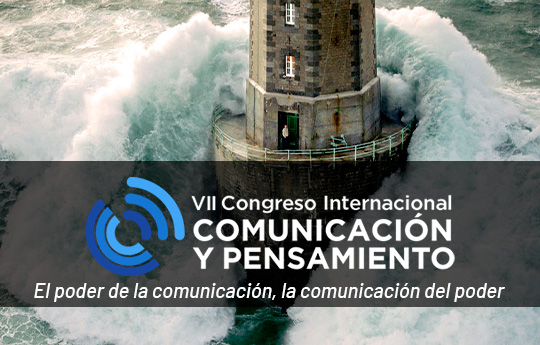 VII Congreso Internacional
COMUNICACIÓN
Y PENSAMIENTO
El poder de la comunicación, la comunicación del poder